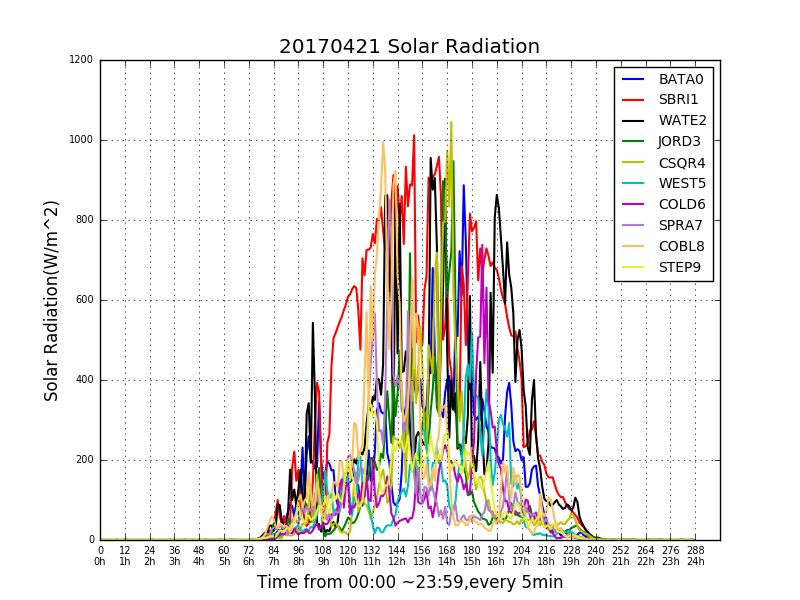 20170421 Solar Radiation
Solar Radiation(W/m^2)
1200
1000
800
600
400
200
0
BATA0
SBRI1
WATE2
JORD3
CSQR4
WEST5
COLD6
SPRA7
COBL8
STEP9
0 12 24 36 48 60 72 84 96 108 120 132 144 156 168 180 192 204 216 228 240 252 264 276 288
0h 1h 2h 3h 4h 5h 6h 7h 8h 9h 10h 11h 12h 13h 14h 15h 16h 17h 18h 19h 20h 21h 22h 23h 24h
Time from 00:00 ~23:59,every 5min